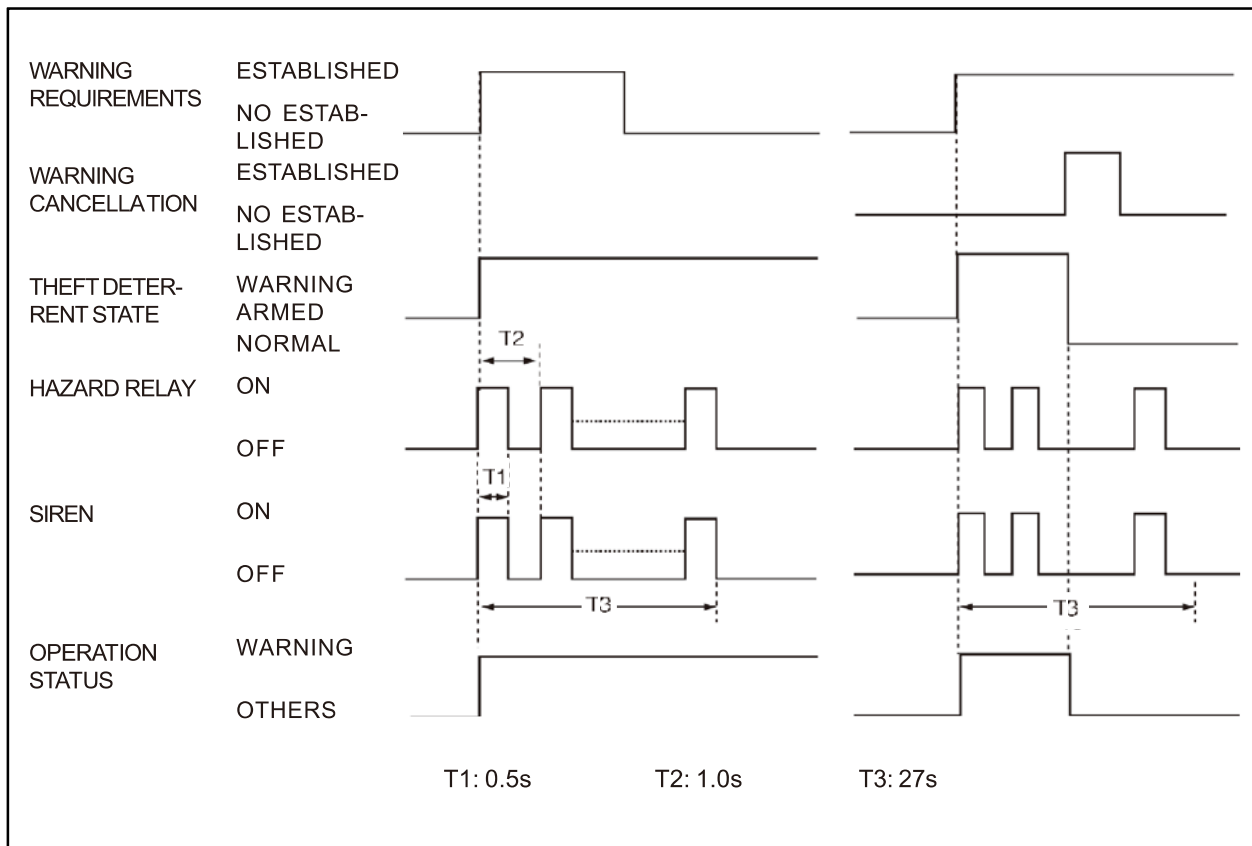 WARNING
REQUIREMENTS
ESTABLISHED
NO ESTAB-
LISHED
WARNING
CANCELLATION
ESTABLISHED
NO ESTAB-
LISHED
THEFT DETER-
RENT STATE
WARNING
ARMED
NORMAL
T2
HAZARD RELAY
ON
OFF
T1
SIREN
ON
OFF
T3
T3
OPERATION
STATUS
WARNING
OTHERS
T1: 0.5s T2: 1.0s T3: 27s